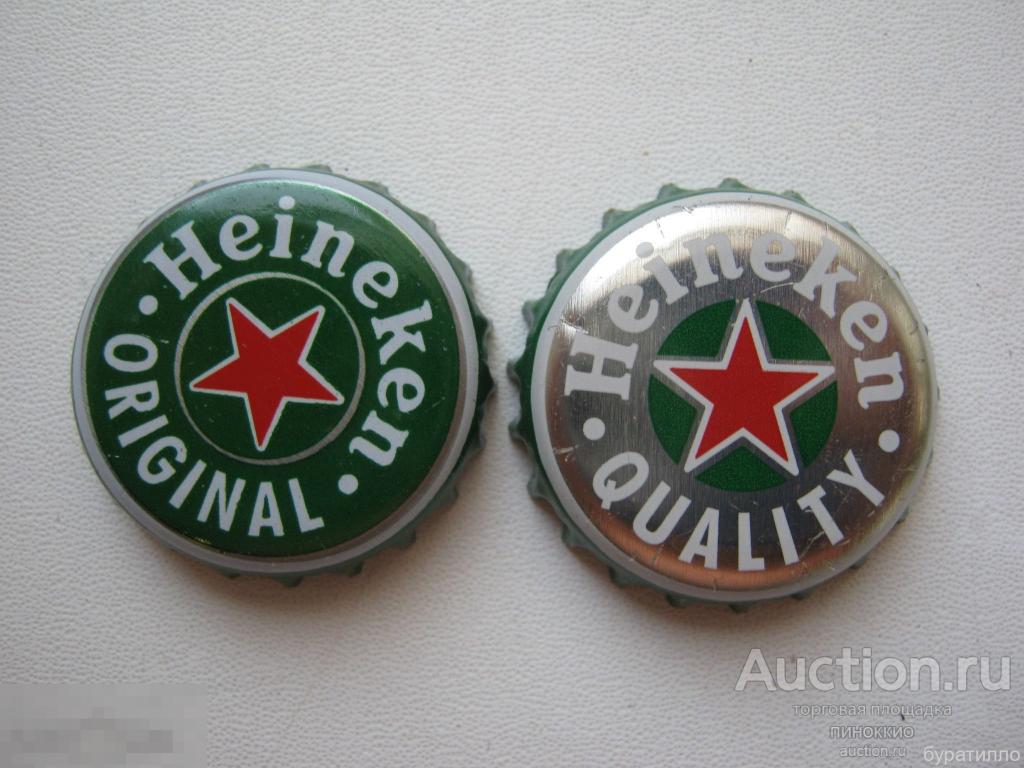 Heineken
ORIGINAL
Heineken
QUALITY
Auction.ru
торговая площадка
ПИНОККИО
auction.ru
буратилло